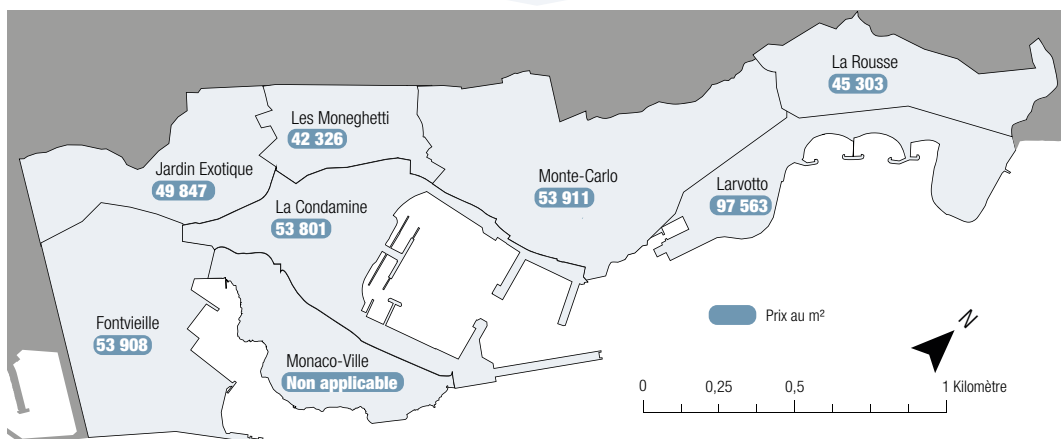 La Rousse
45 303
Les Moneghetti
42 326
Jardin Exotique
49 847
Monte-Carlo
53 911
Larvotto
97 563
La Condamine
53 801
Fontvieille
53 908
Monaco-Ville
Non applicable
Prix au m²
N
0 0,25 0,5 1 Kilomètre